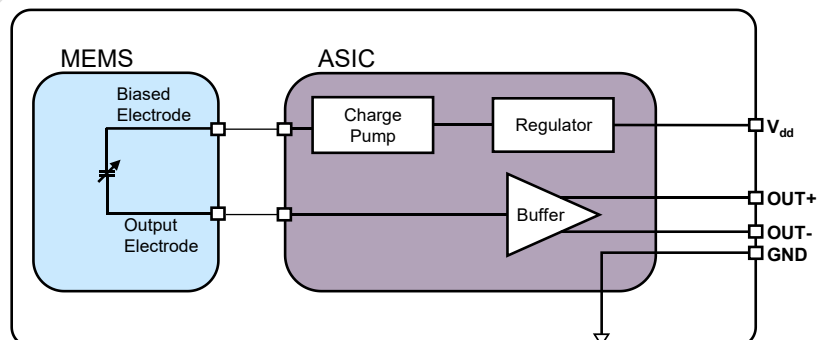 MEMS
ASIC
Biased
Electrode
Charge
Pump
Regulator
Vdd
Output
Electrode
Buffer
OUT+
OUT-
GND